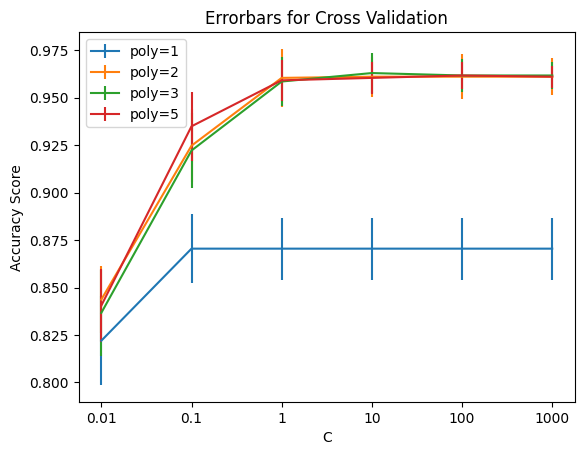 Errorbars for Cross Validation
poly=1
poly=2
poly=3
poly=5
Accuracy Score
0.975
0.950
0.925
0.900
0.875
0.850
0.825
0.800
0.01 0.1 1 10 100 1000
C